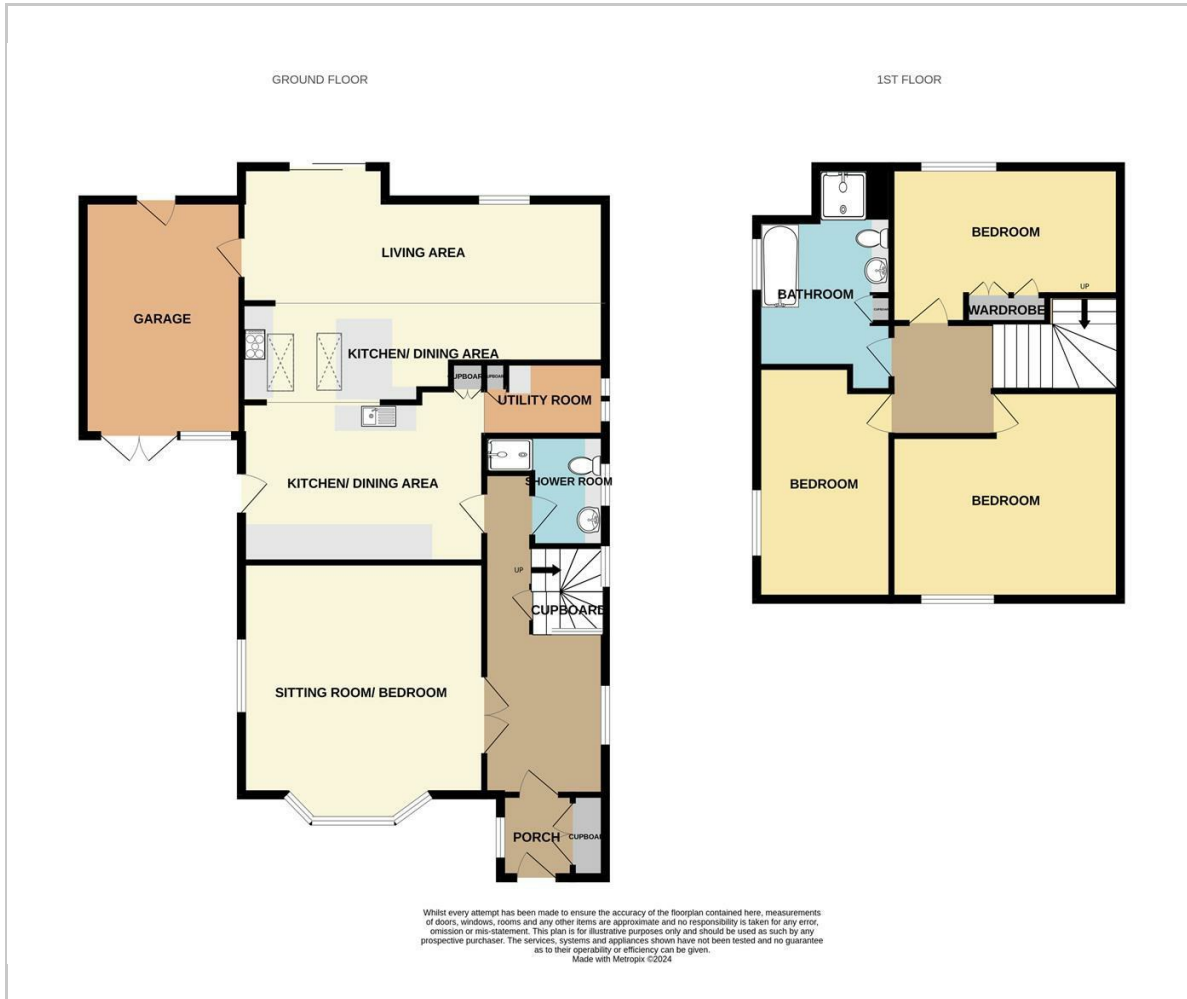 GROUND FLOOR
1ST FLOOR
LIVING AREA
GARAGE
KITCHEN/ DINING AREA
CUPBOARD
CUPBOARD
UTILITY ROOM
KITCHEN/ DINING AREA
SHOWER ROOM
UP
CUPBOARD
SITTING ROOM/ BEDROOM
PORCH
CUPBOARD
BEDROOM
UP
BATHROOM
CUPBOARD
WARDROBE
BEDROOM
BEDROOM
Whilst every attempt has been made to ensure the accuracy of the floorplan contained here, measurements
of doors, windows, rooms and any other items are approximate and no responsibility is taken for any error,
omission or mis-statement. This plan is for illustrative purposes only and should be used as such by any
prospective purchaser. The services, systems and appliances shown have not been tested and no guarantee
as to their operability or efficiency can be given.
Made with Metropix ©2024